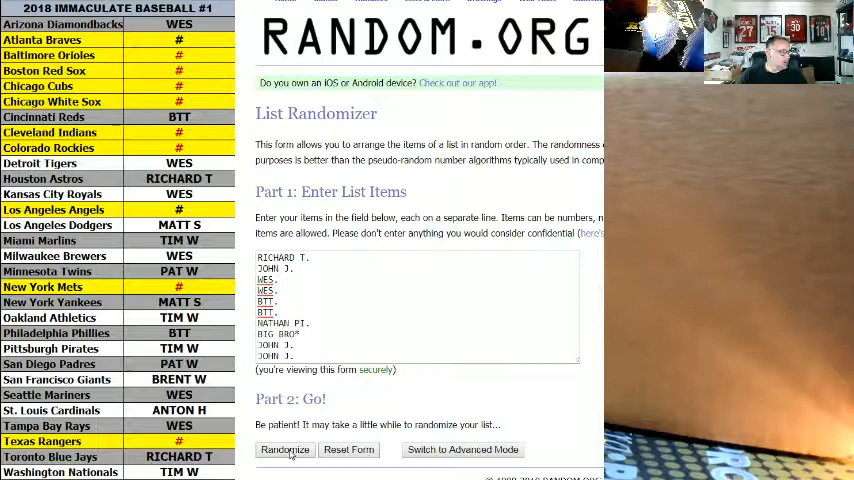 2018 IMMACULATE BASEBALL #1
Arizona Diamondbacks WES
Atlanta Braves #
Baltimore Orioles #
Boston Red Sox #
Chicago Cubs #
Chicago White Sox #
Cincinnati Reds BTT
Cleveland Indians #
Colorado Rockies #
Detroit Tigers WES
Houston Astros RICHARD T
Kansas City Royals WES
Los Angeles Angels #
Los Angeles Dodgers MATT S
Miami Marlins TIM W
Milwaukee Brewers WES
Minnesota Twins PAT W
New York Mets #
New York Yankees MATT S
Oakland Athletics TIM W
Philadelphia Phillies BTT
Pittsburgh Pirates TIM W
San Diego Padres PAT W
San Francisco Giants BRENT W
Seattle Mariners WES
St. Louis Cardinals ANTON H
Tampa Bay Rays WES
Texas Rangers #
Toronto Blue Jays RICHARD T
Washington Nationals TIM W
RANDOM.ORG
Do you own an iOS or Android device? Check out our app!
List Randomizer
This form allows you to arrange the items of a list in random order. The randomness
purposes is better than the pseudo-random number algorithms typically used in comp
Part 1: Enter List Items
Enter your items in the field below, each on a separate line. Items can be numbers, n
items are allowed. Please don't enter anything you would consider confidential (here's
RICHARD T.
JOHN J.
WES.
WES.
BTT.
BTT.
NATHAN PI.
BIG BRO*
JOHN J.
JOHN J.
(you're viewing this form securely)
Part 2: Go!
Be patient! It may take a little while to randomize your list...
Randomize Reset Form Switch to Advanced Mode
27
30
18